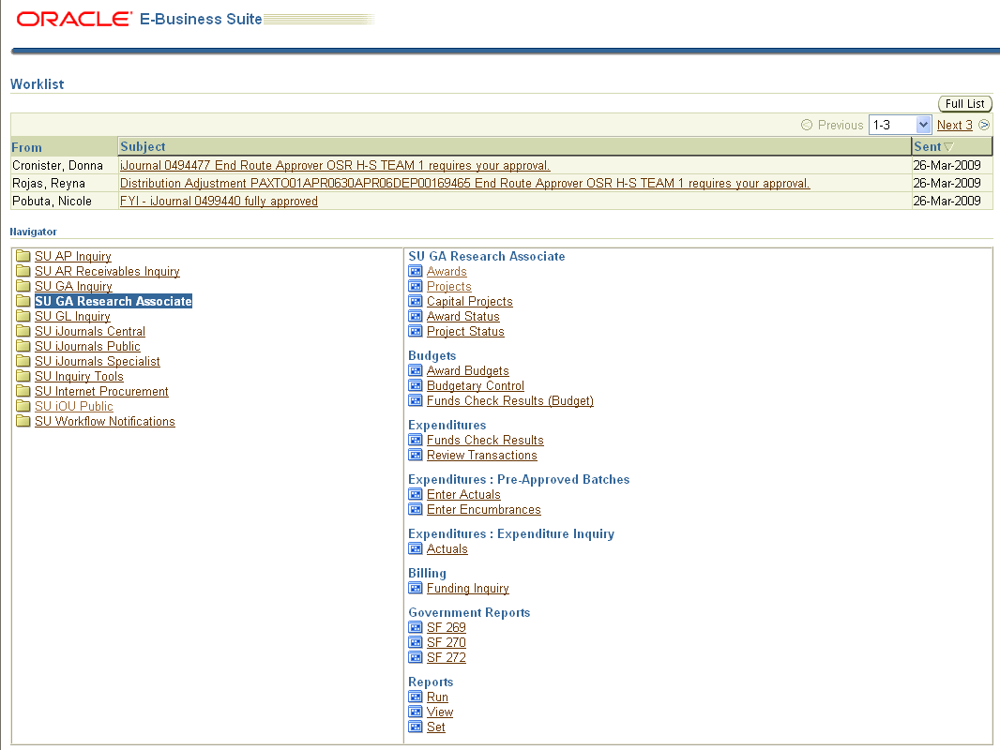 ORACLE E-Business Suite
Worklist
Full List
Previous 1-3 Next 3
From Subject Sent
Cronister, Donna iJournal 0494477 End Route Approver OSR H-S TEAM 1 requires your approval. 26-Mar-2009
Rojas, Reyna Distribution Adjustment PAXTO01APR0630APR06DEP00169465 End Route Approver OSR H-S TEAM 1 requires your approval. 26-Mar-2009
Pobuta, Nicole FYI - iJournal 0499440 fully approved 26-Mar-2009
Navigator
SU AP Inquiry
SU AR Receivables Inquiry
SU GA Inquiry
SU GA Research Associate
SU GL Inquiry
SU iJournals Central
SU iJournals Public
SU iJournals Specialist
SU Inquiry Tools
SU Internet Procurement
SU iOU Public
SU Workflow Notifications
SU GA Research Associate
Awards
Projects
Capital Projects
Award Status
Project Status
Budgets
Award Budgets
Budgetary Control
Funds Check Results (Budget)
Expenditures
Funds Check Results
Review Transactions
Expenditures : Pre-Approved Batches
Enter Actuals
Enter Encumbrances
Expenditures : Expenditure Inquiry
Actuals
Billing
Funding Inquiry
Government Reports
SF 269
SF 270
SF 272
Reports
Run
View
Set